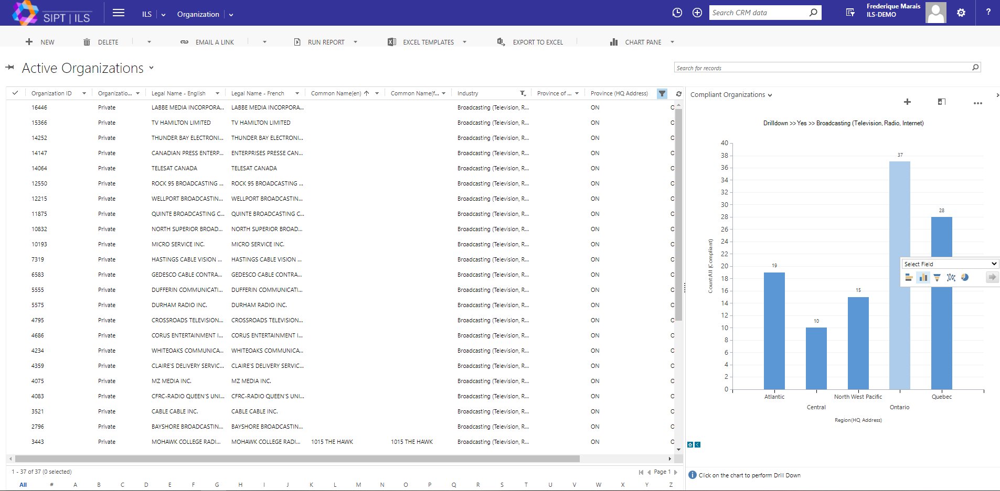 SIPT | ILS
ILS
Organization
Search CRM data
Frederique Marais
ILS-DEMO
?
NEW
DELETE
EMAIL A LINK
RUN REPORT
EXCEL TEMPLATES
EXPORT TO EXCEL
CHART PANE
Active Organizations
Search for records
Organization ID Organizatio... Legal Name - English Legal Name - French Common Name(en) Common Name(f... Industry Province of ... Province (HQ Address)
16446 Private LABBE MEDIA INCORPORA... LABBE MEDIA INCORPORA... Broadcasting (Television, R... ON O
15366 Private TV HAMILTON LIMITED TV HAMILTON LIMITED Broadcasting (Television, R... ON O
14252 Private THUNDER BAY ELECTRONI... THUNDER BAY ELECTRONI... Broadcasting (Television, R... ON O
14147 Private CANADIAN PRESS ENTERP... ENTERPRISES PRESSE CAN... Broadcasting (Television, R... ON O
14064 Private TELESAT CANADA TELESAT CANADA Broadcasting (Television, R... ON O
12550 Private ROCK 95 BROADCASTING ... ROCK 95 BROADCASTING ... Broadcasting (Television, R... ON O
12215 Private WELLPORT BROADCASTIN... WELLPORT BROADCASTIN... Broadcasting (Television, R... ON O
11875 Private QUINTE BROADCASTING C... QUINTE BROADCASTING C... Broadcasting (Television, R... ON O
10832 Private NORTH SUPERIOR BROAD... NORTH SUPERIOR BROAD... Broadcasting (Television, R... ON O
10193 Private MICRO SERVICE INC. MICRO SERVICE INC. Broadcasting (Television, R... ON O
7319 Private HASTINGS CABLE VISION ... HASTINGS CABLE VISION ... Broadcasting (Television, R... ON O
6583 Private GEDESCO CABLE CONTRA... GEDESCO CABLE CONTRA... Broadcasting (Television, R... ON O
5555 Private DUFFERIN COMMUNICATI... DUFFERIN COMMUNICATI... Broadcasting (Television, R... ON O
5575 Private DURHAM RADIO INC. DURHAM RADIO INC. Broadcasting (Television, R... ON O
4795 Private CROSSROADS TELEVISION... CROSSROADS TELEVISION... Broadcasting (Television, R... ON O
4686 Private CORUS ENTERTAINMENT I... CORUS ENTERTAINMENT I... Broadcasting (Television, R... ON O
4234 Private WHITEOAKS COMMUNICA... WHITEOAKS COMMUNICA... Broadcasting (Television, R... ON O
4359 Private CLAIRE'S DELIVERY SERVIC... CLAIRE'S DELIVERY SERVIC... Broadcasting (Television, R... ON O
4075 Private MZ MEDIA INC. MZ MEDIA INC. Broadcasting (Television, R... ON O
4083 Private CFRC-RADIO QUEEN'S UNI... CFRC-RADIO QUEEN'S UNI... Broadcasting (Television, R... ON O
3521 Private CABLE CABLE INC. CABLE CABLE INC. Broadcasting (Television, R... ON O
2796 Private BAYSHORE BROADCASTIN... BAYSHORE BROADCASTIN... Broadcasting (Television, R... ON O
3443 Private MOHAWK COLLEGE RADI... MOHAWK COLLEGE RADI... 1015 THE HAWK 1015 THE HAWK Broadcasting (Television, R... ON O
1 - 37 of 37 (0 selected)
Page 1
All # A B C D E F G H I J K L M N O P Q R S T U V W X Y Z
Compliant Organizations
Drilldown >> Yes >> Broadcasting (Television, Radio, Internet)
40
38
36
34
32
30
28
26
24
22
20
18
16
14
12
10
8
6
4
2
0
Count:All (Compliant)
19
10
15
37
28
Select Field
Atlantic
Central
North West Pacific
Ontario
Quebec
Region(HQ Address)
Click on the chart to perform Drill Down